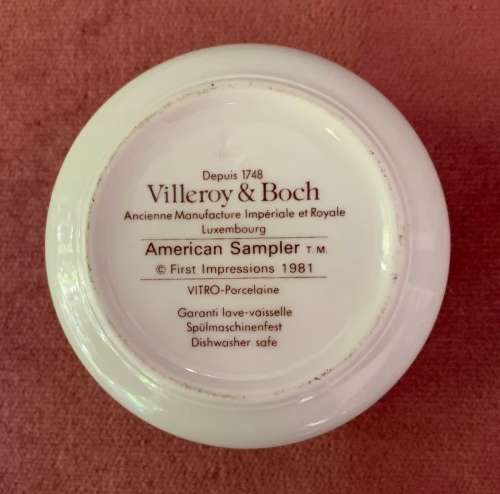 Depuis 1748
Villeroy & Boch
Ancienne Manufacture Impériale et Royale
Luxembourg
American Sampler T M.
© First Impressions 1981
VITRO-Porcelaine
Garanti lave-vaisselle
Spülmaschinenfest
Dishwasher safe